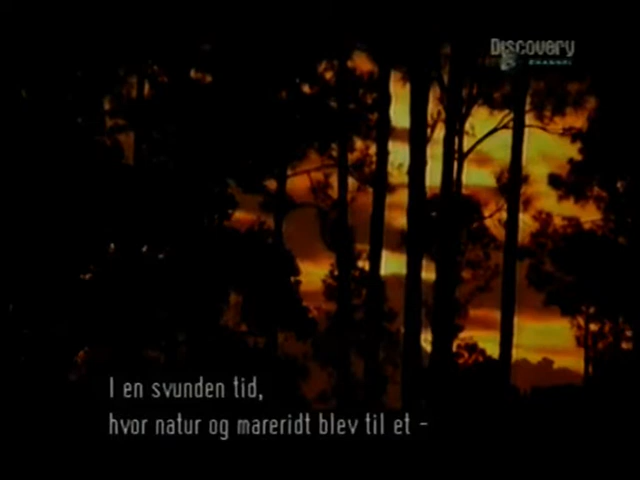 Discovery
CHANNEL
I en svunden tid,
hvor natur og mareridt blev til et -